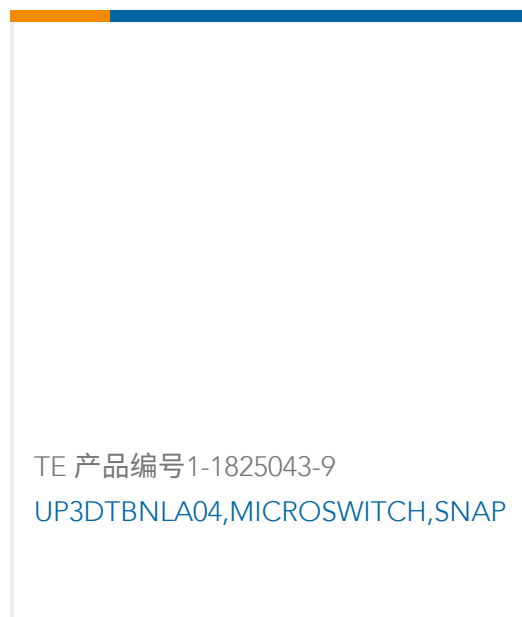 TE 产品编号1-1825043-9
UP3DTBNLA04,MICROSWITCH,SNAP